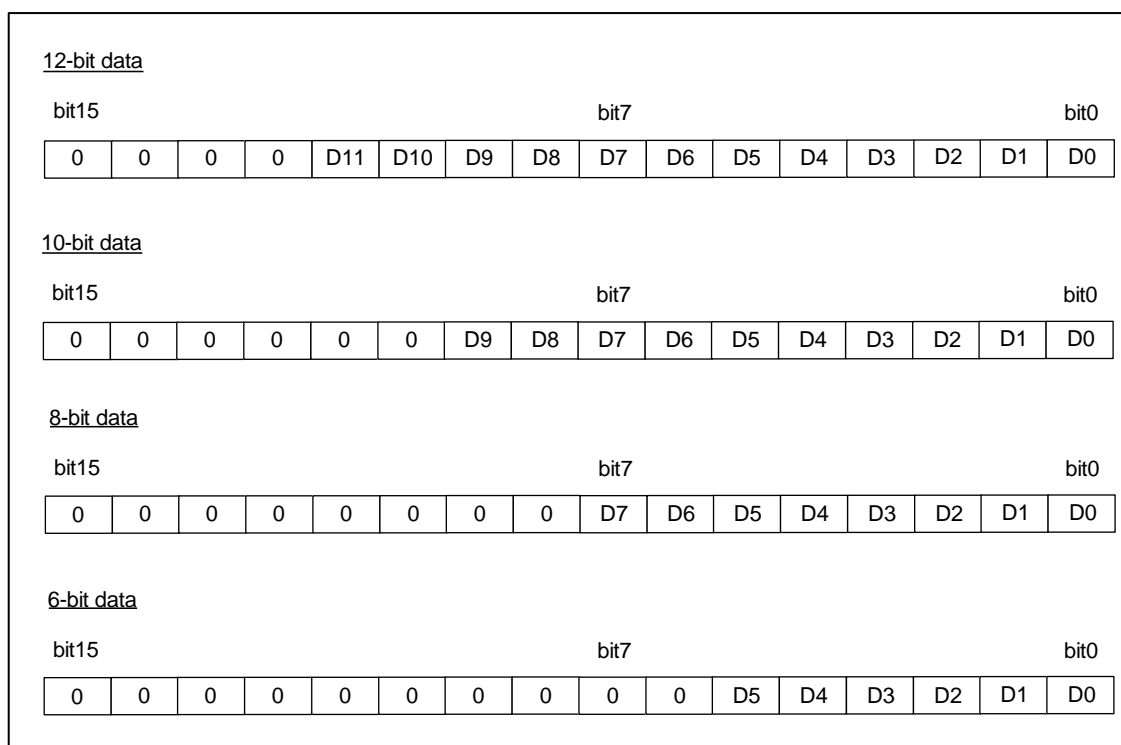 12-bit data
bit15 bit7 bit0
0 0 0 0 D11 D10 D9 D8 D7 D6 D5 D4 D3 D2 D1 D0
10-bit data
bit15 bit7 bit0
0 0 0 0 0 0 D9 D8 D7 D6 D5 D4 D3 D2 D1 D0
8-bit data
bit15 bit7 bit0
0 0 0 0 0 0 0 0 D7 D6 D5 D4 D3 D2 D1 D0
6-bit data
bit15 bit7 bit0
0 0 0 0 0 0 0 0 0 0 D5 D4 D3 D2 D1 D0